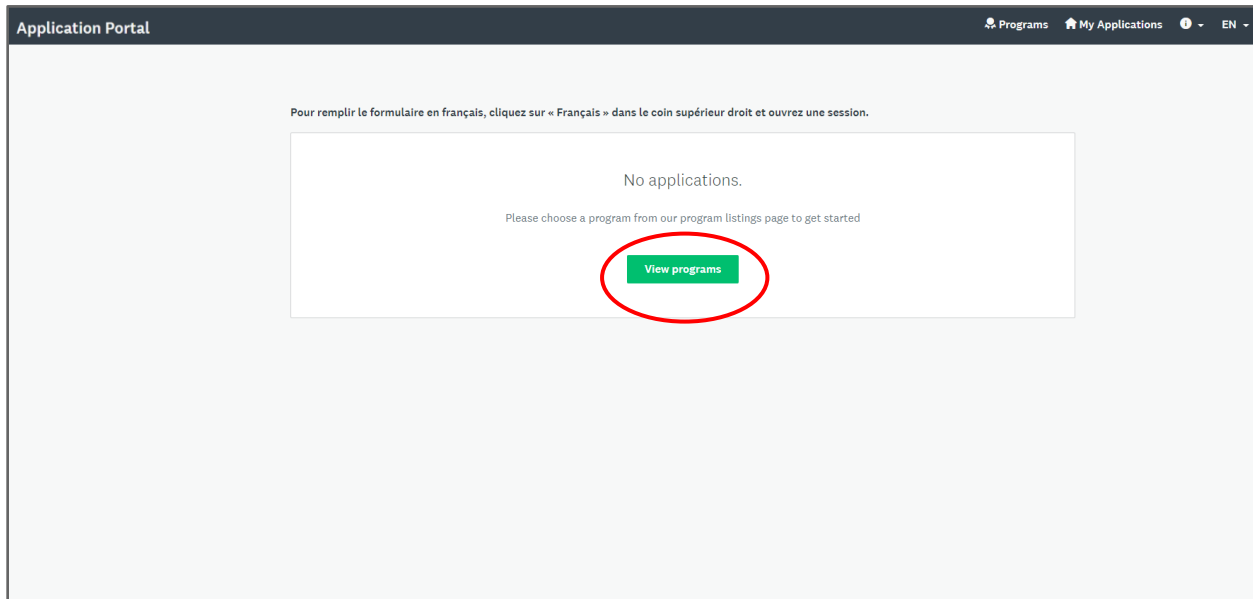 Application Portal
Programs My Applications EN
Pour remplir le formulaire en français, cliquez sur « Français » dans le coin supérieur droit et ouvrez une session.
No applications.
Please choose a program from our program listings page to get started
View programs